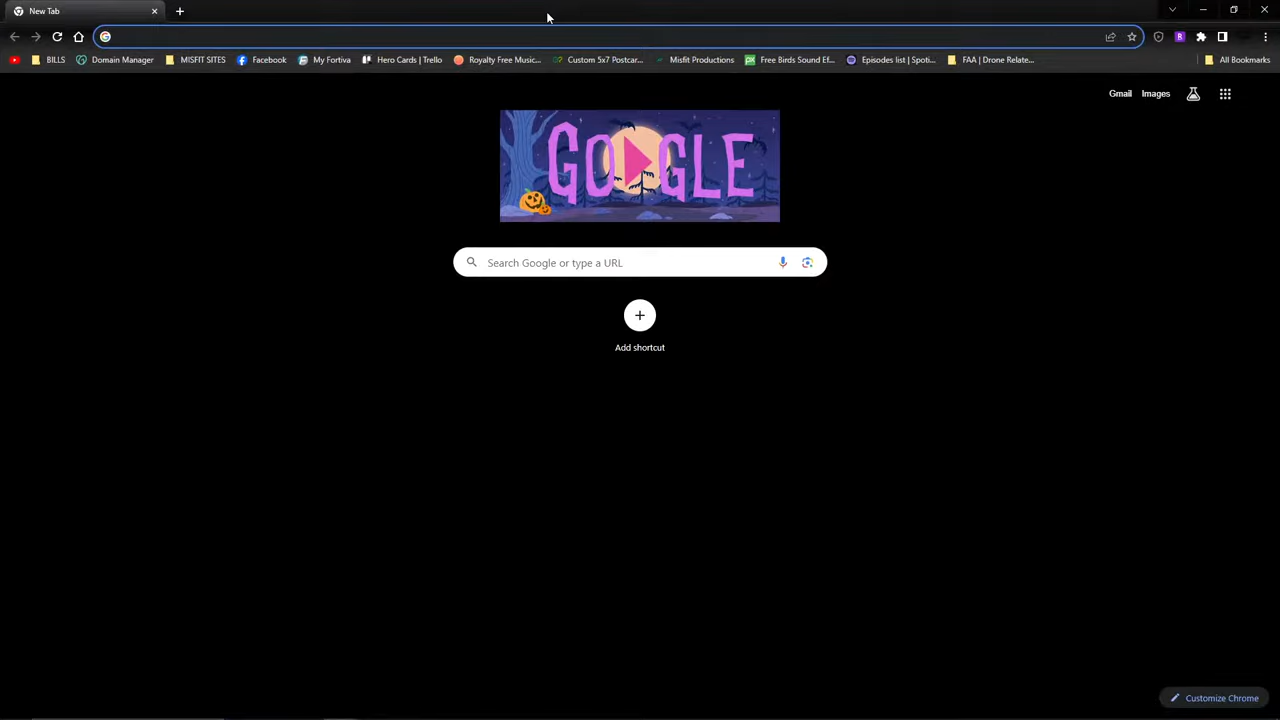 New Tab
BILLS
Domain Manager
MISFIT SITES
Facebook
My Fortiva
Hero Cards | Trello
Royalty Free Music...
Custom 5x7 Postcar...
Misfit Productions
Free Birds Sound Ef...
Episodes list | Spoti...
FAA | Drone Relate...
All Bookmarks
Gmail
Images
GOOGLE
Search Google or type a URL
Add shortcut
Customize Chrome